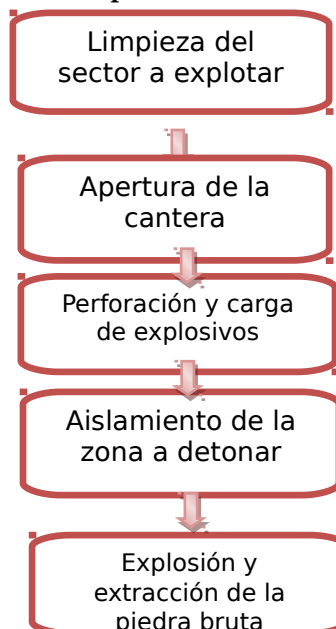 Limpieza del
sector a explotar
Apertura de la
cantera
Perforación y carga
de explosivos
Aislamiento de la
zona a detonar
Explosión y
extracción de la
piedra bruta